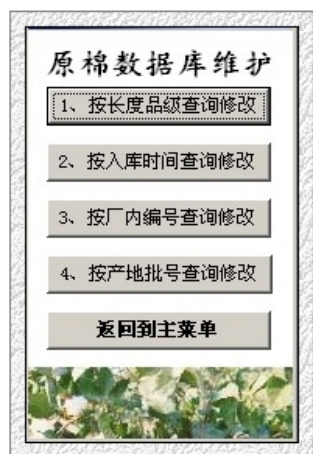 原棉数据库维护
1、按长度品级查询修改
2、按入库时间查询修改
3、按厂内编号查询修改
4、按产地批号查询修改
返回到主菜单